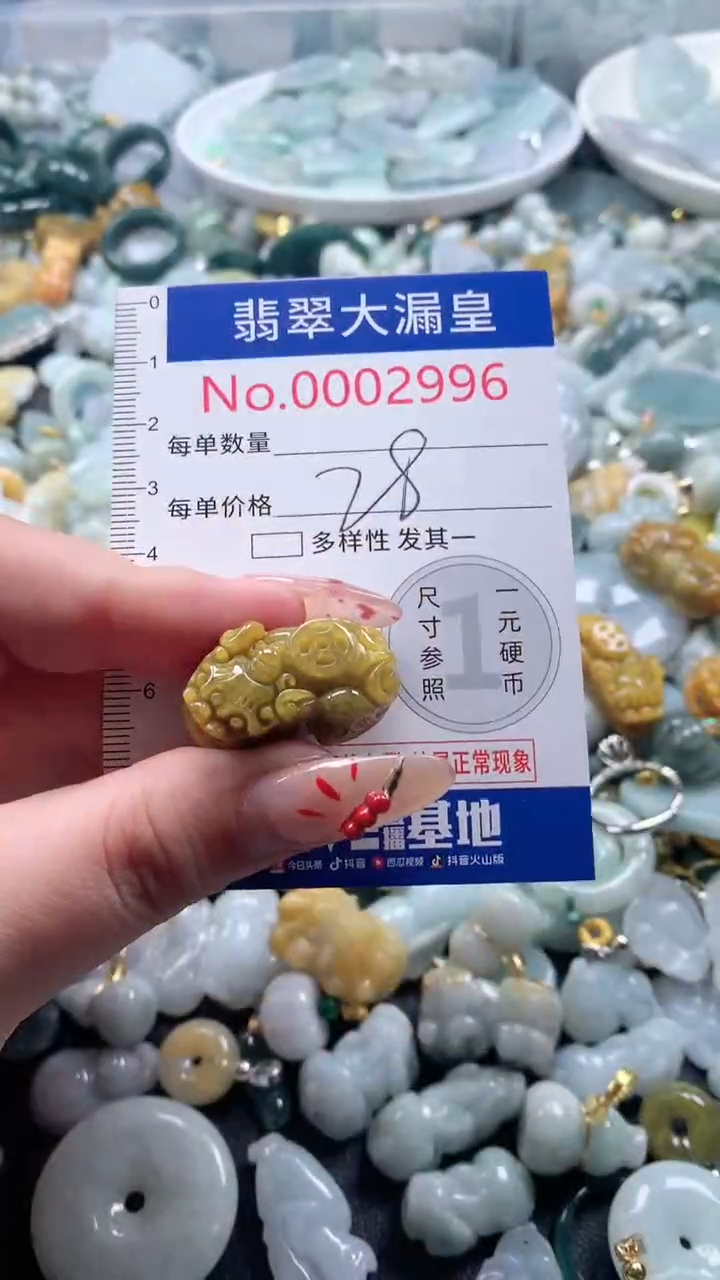 0
翡翠大漏皇
1
No.0002996
2
每单数量
3
每单价格 28
多样性 发其一
4
尺寸参照
1
一元硬币
6
正常现象
播基地
今日头条 抖音 西瓜视频 抖音火山版